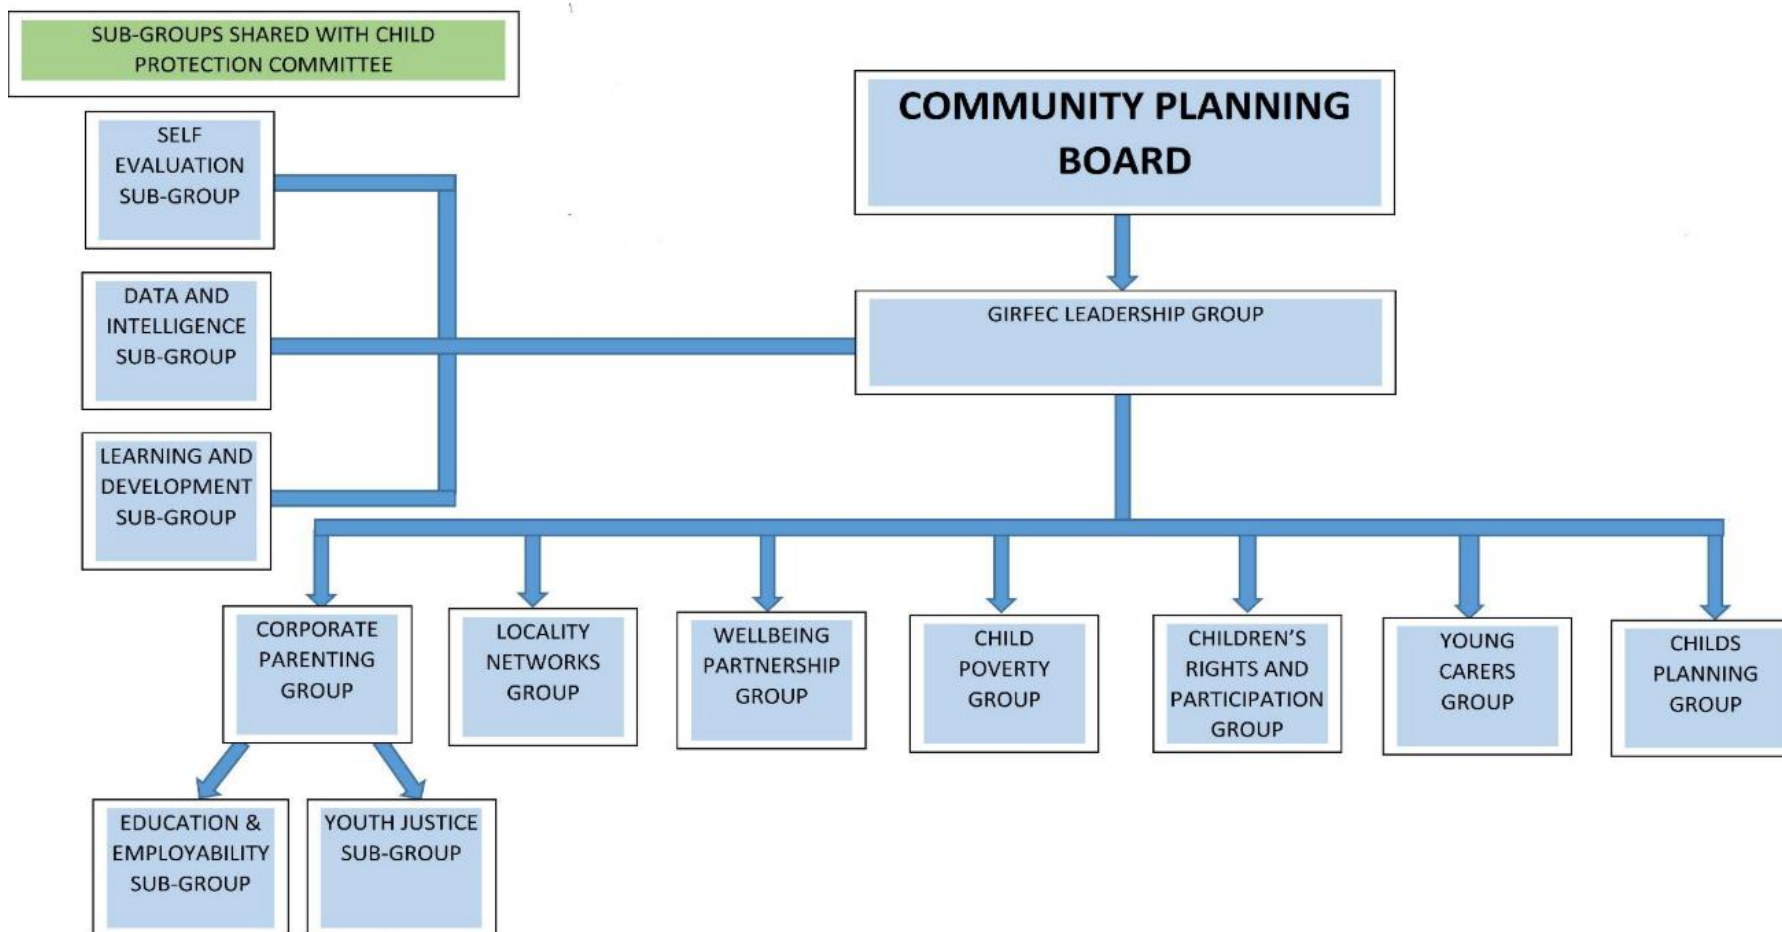 SUB-GROUPS SHARED WITH CHILD
PROTECTION COMMITTEE
COMMUNITY PLANNING
BOARD
SELF
EVALUATION
SUB-GROUP
DATA AND
INTELLIGENCE
SUB-GROUP
GIRFEC LEADERSHIP GROUP
LEARNING AND
DEVELOPMENT
SUB-GROUP
CORPORATE
PARENTING
GROUP
LOCALITY
NETWORKS
GROUP
WELLBEING
PARTNERSHIP
GROUP
CHILD
POVERTY
GROUP
CHILDREN’S
RIGHTS AND
PARTICIPATION
GROUP
YOUNG
CARERS
GROUP
CHILDS
PLANNING
GROUP
EDUCATION &
EMPLOYABILITY
SUB-GROUP
YOUTH JUSTICE
SUB-GROUP